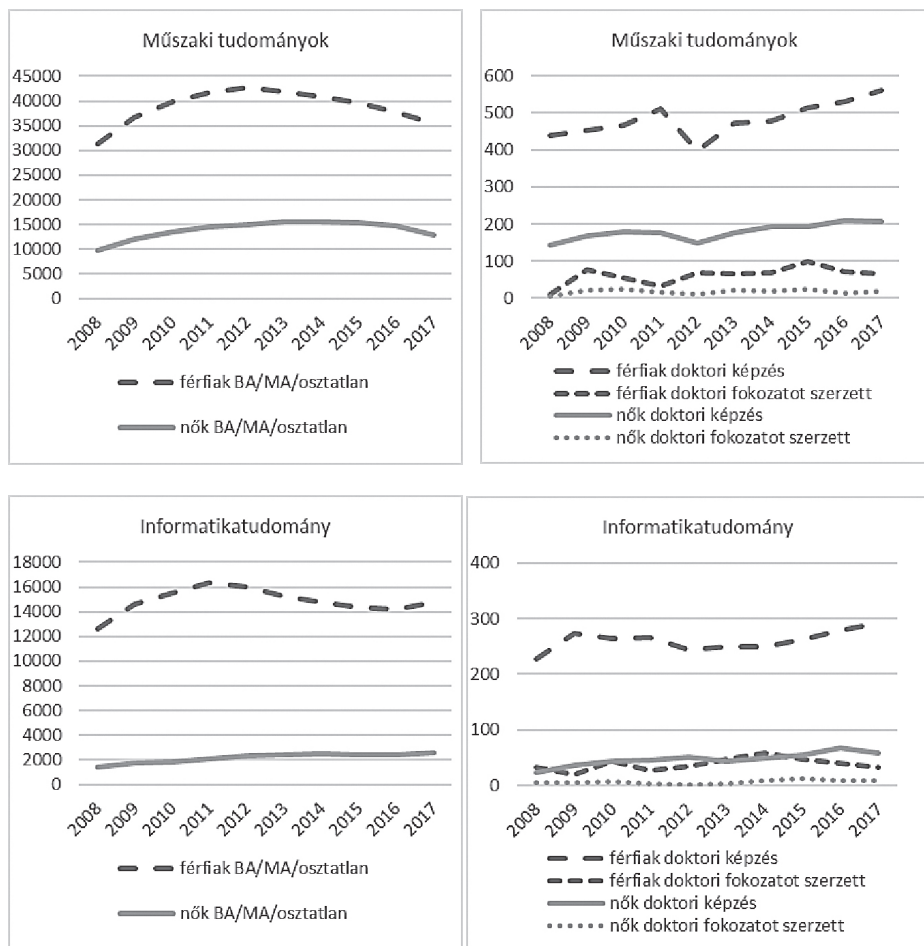 Műszaki tudományok
45000
40000
35000
30000
25000
20000
15000
10000
5000
0
2008 2009 2010 2011 2012 2013 2014 2015 2016 2017
férfiak BA/MA/osztatlan
nők BA/MA/osztatlan
Műszaki tudományok
600
500
400
300
200
100
0
2008 2009 2010 2011 2012 2013 2014 2015 2016 2017
férfiak doktori képzés
férfiak doktori fokozatot szerzett
nők doktori képzés
nők doktori fokozatot szerzett
Informatikatudomány
18000
16000
14000
12000
10000
8000
6000
4000
2000
0
2008 2009 2010 2011 2012 2013 2014 2015 2016 2017
férfiak BA/MA/osztatlan
nők BA/MA/osztatlan
Informatikatudomány
400
300
200
100
0
2008 2009 2010 2011 2012 2013 2014 2015 2016 2017
férfiak doktori képzés
férfiak doktori fokozatot szerzett
nők doktori képzés
nők doktori fokozatot szerzett